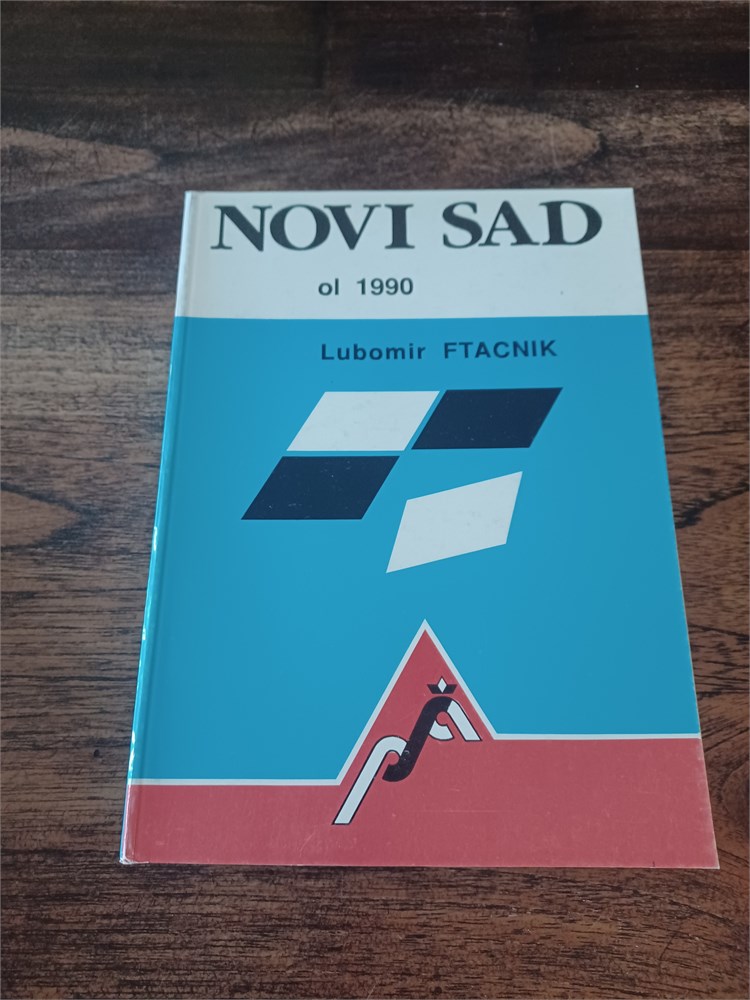 NOVI SAD
ol 1990
Lubomir FTACNIK